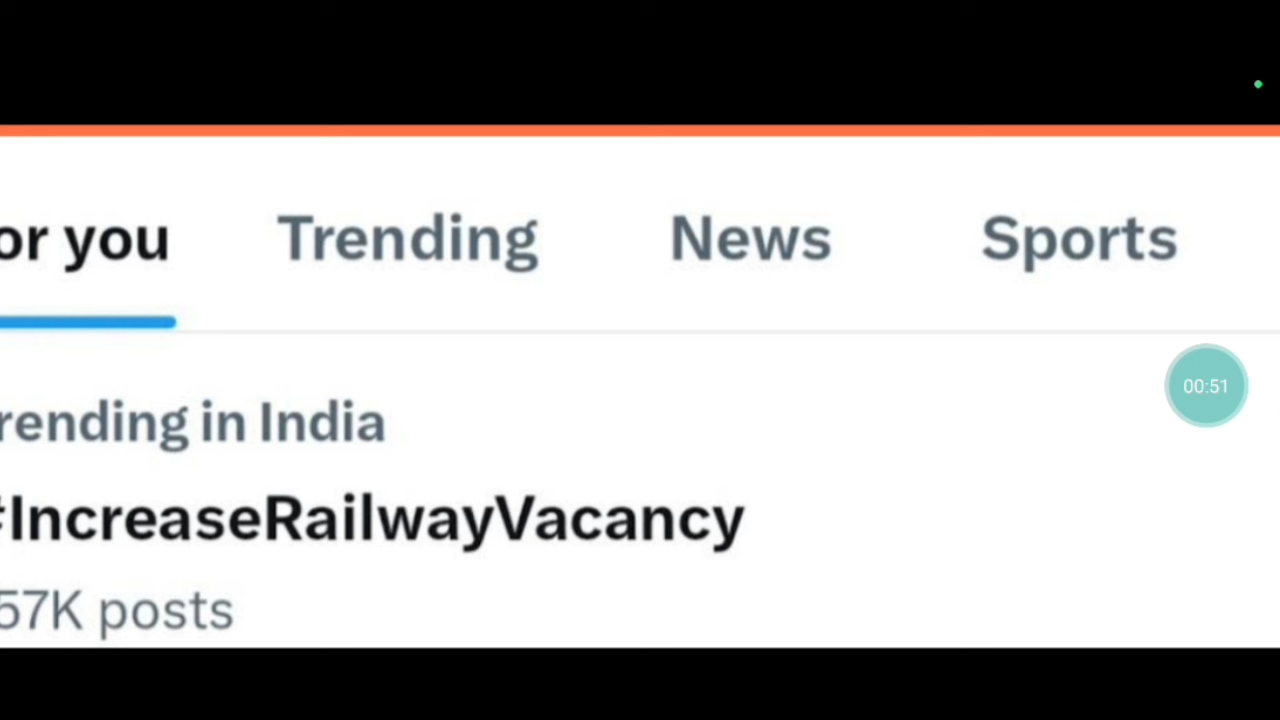 or you Trending News Sports
00:51
rending in India
#IncreaseRailwayVacancy
57K posts